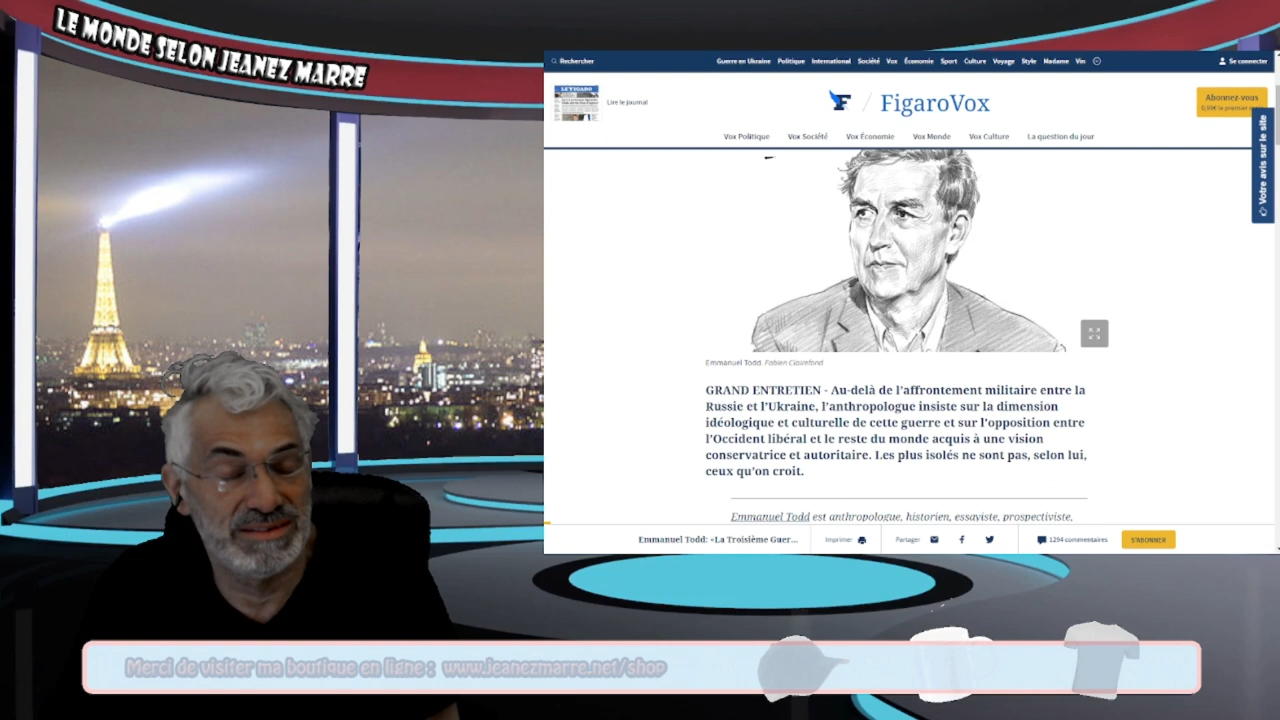 LE MONDE SELON JEANEZ MARRE
Rechercher
Guerre en Ukraine Politique International Société Vox Économie Sport Culture Voyage Style Madame Vin
Se connecter
LE FIGARO
Lire le journal
F / FigaroVox
Abonnez-vous
0,99€ le premier
Vox Politique Vox Société Vox Économie Vox Monde Vox Culture La question du jour
Votre avis sur le site
Emmanuel Todd. Fabien Clairefond
GRAND ENTRETIEN - Au-delà de l'affrontement militaire entre la
Russie et l'Ukraine, l'anthropologue insiste sur la dimension
idéologique et culturelle de cette guerre et sur l'opposition entre
l'Occident libéral et le reste du monde acquis à une vision
conservatrice et autoritaire. Les plus isolés ne sont pas, selon lui,
ceux qu'on croit.
Emmanuel Todd est anthropologue, historien, essayiste, prospectiviste,
Emmanuel Todd: «La Troisième Guer... Imprimer Partager 1294 commentaires S'ABONNER
Merci de visiter ma boutique en ligne : www.jeanezmarre.net/shop